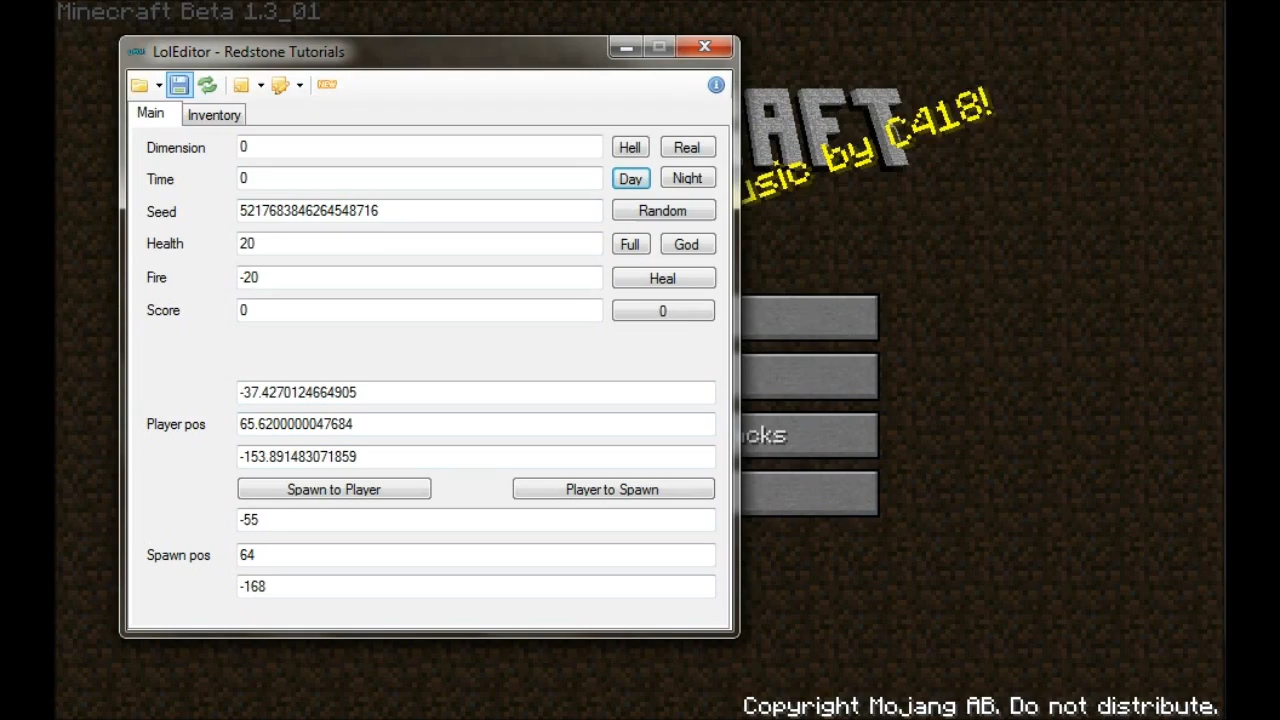 Minecraft Beta 1.3_01
LolEditor - Redstone Tutorials
NEW
Main
Inventory
Dimension
0
Hell
Real
Time
0
Day
Night
Seed
5217683846264548716
Random
Health
20
Full
God
Fire
-20
Heal
Score
0
0
-37.4270124664905
Player pos
65.6200000047684
-153.891483071859
Spawn to Player
Player to Spawn
-55
Spawn pos
64
-168
by C418!
Copyright Mojang AB. Do not distribute.